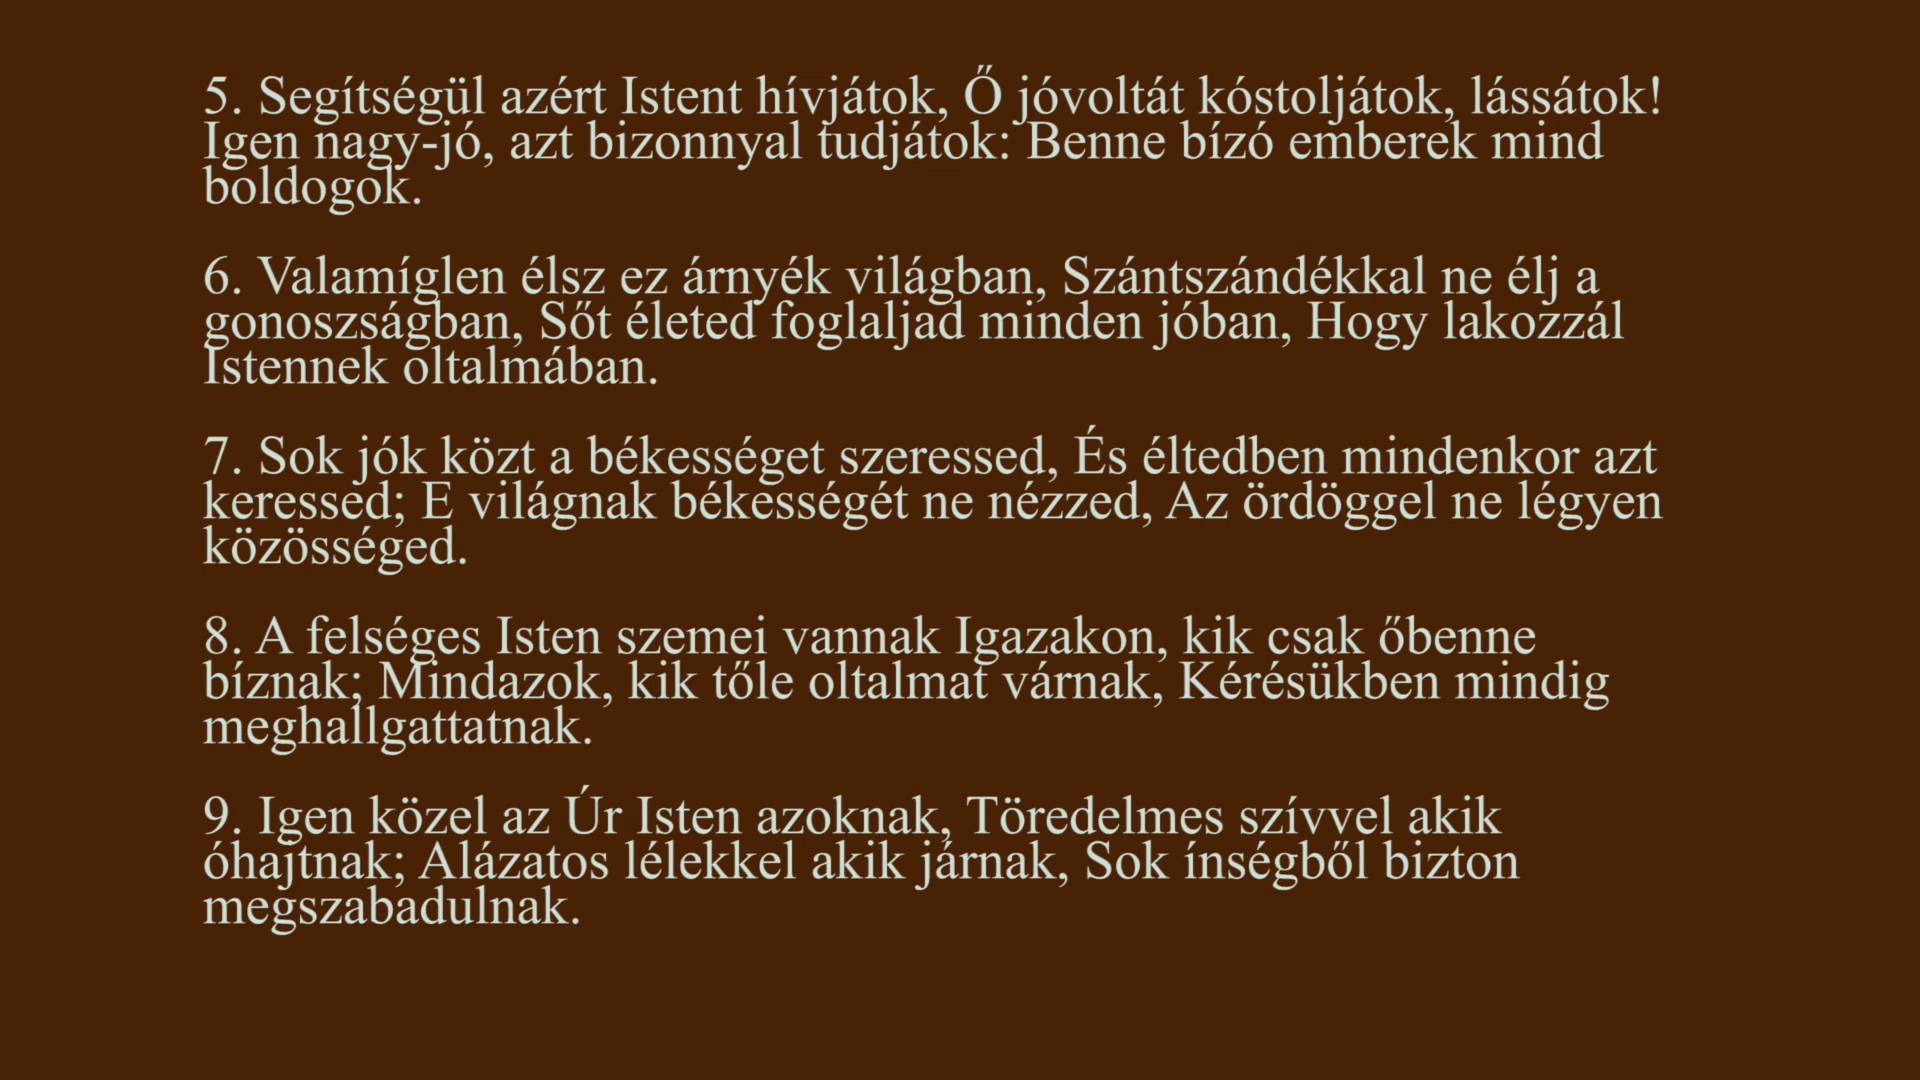 5. Segítségül azért Istent hívjátok, Ő jóvoltát kóstoljátok, lássátok!
Igen nagy-jó, azt bizonnyal tudjátok: Benne bízó emberek mind
boldogok.
6. Valamíglen élsz ez árnyék világban, Szántszándékkal ne élj a
gonoszságban, Sőt életed foglaljad minden jóban, Hogy lakozzál
Istennek oltalmában.
7. Sok jók közt a békességet szeressed, És éltedben mindenkor azt
keressed; E világnak békességét ne nézzed, Az ördöggel ne légyen
közösséged.
8. A felséges Isten szemei vannak Igazakon, kik csak őbenne
bíznak; Mindazok, kik tőle oltalmat várnak, Kérésükben mindig
meghallgattatnak.
9. Igen közel az Úr Isten azoknak, Töredelmes szívvel akik
óhajtnak; Alázatos lélekkel akik járnak, Sok ínségből bizton
megszabadulnak.